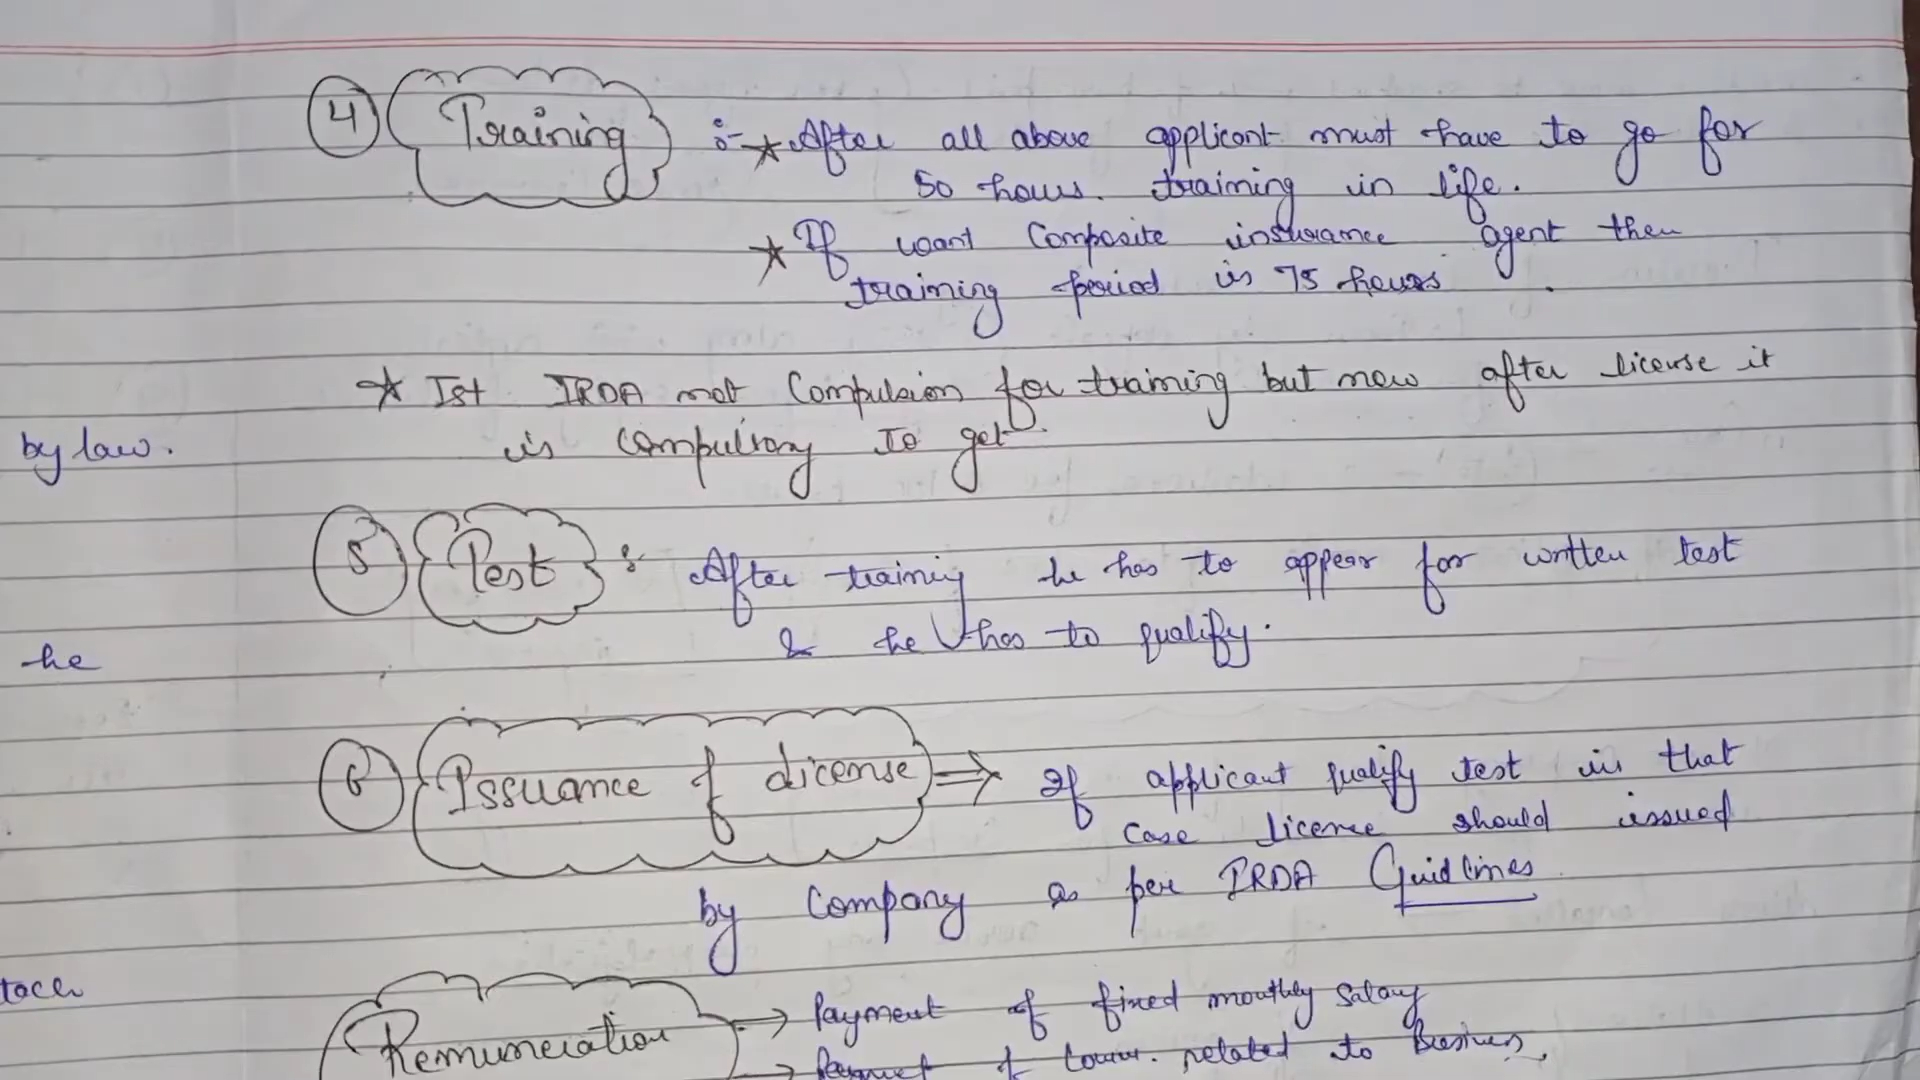 ④ Training :- ★ After all above applicant must have to go for
50 hours. training in life.
★ If want Composite insurance agent then
training period is 75 hours.
★ Ist IRDA not Compulsion for training but now after license it
is compulsory to get.
by law.
⑤ Test :- After training he has to appear for written test
& he has to qualify.
he
⑥ Issuance of License ⇒ If applicant qualify test in that
case license should issued
by Company as per IRDA Guidlines
Remuneration → Payment of fixed monthly Salary
→ Payment of Comm. related to Business.